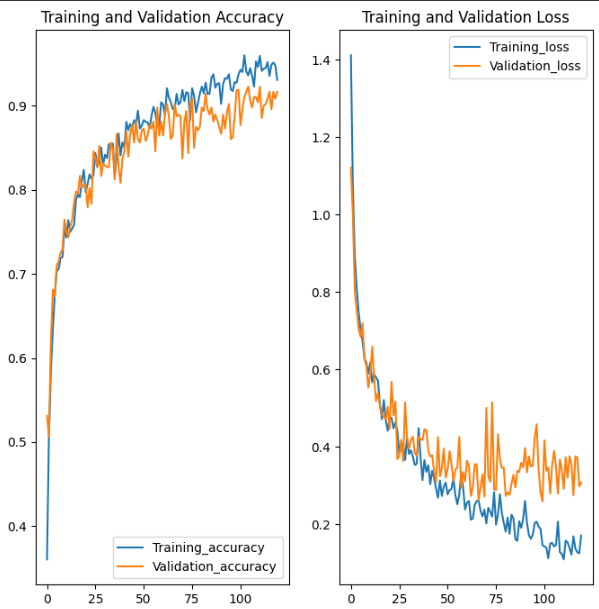 Training and Validation Accuracy
0.9
0.8
0.7
0.6
0.5
0.4
Training_accuracy
Validation_accuracy
0 25 50 75 100
Training and Validation Loss
Training_loss
Validation_loss
1.4
1.2
1.0
0.8
0.6
0.4
0.2
0 25 50 75 100